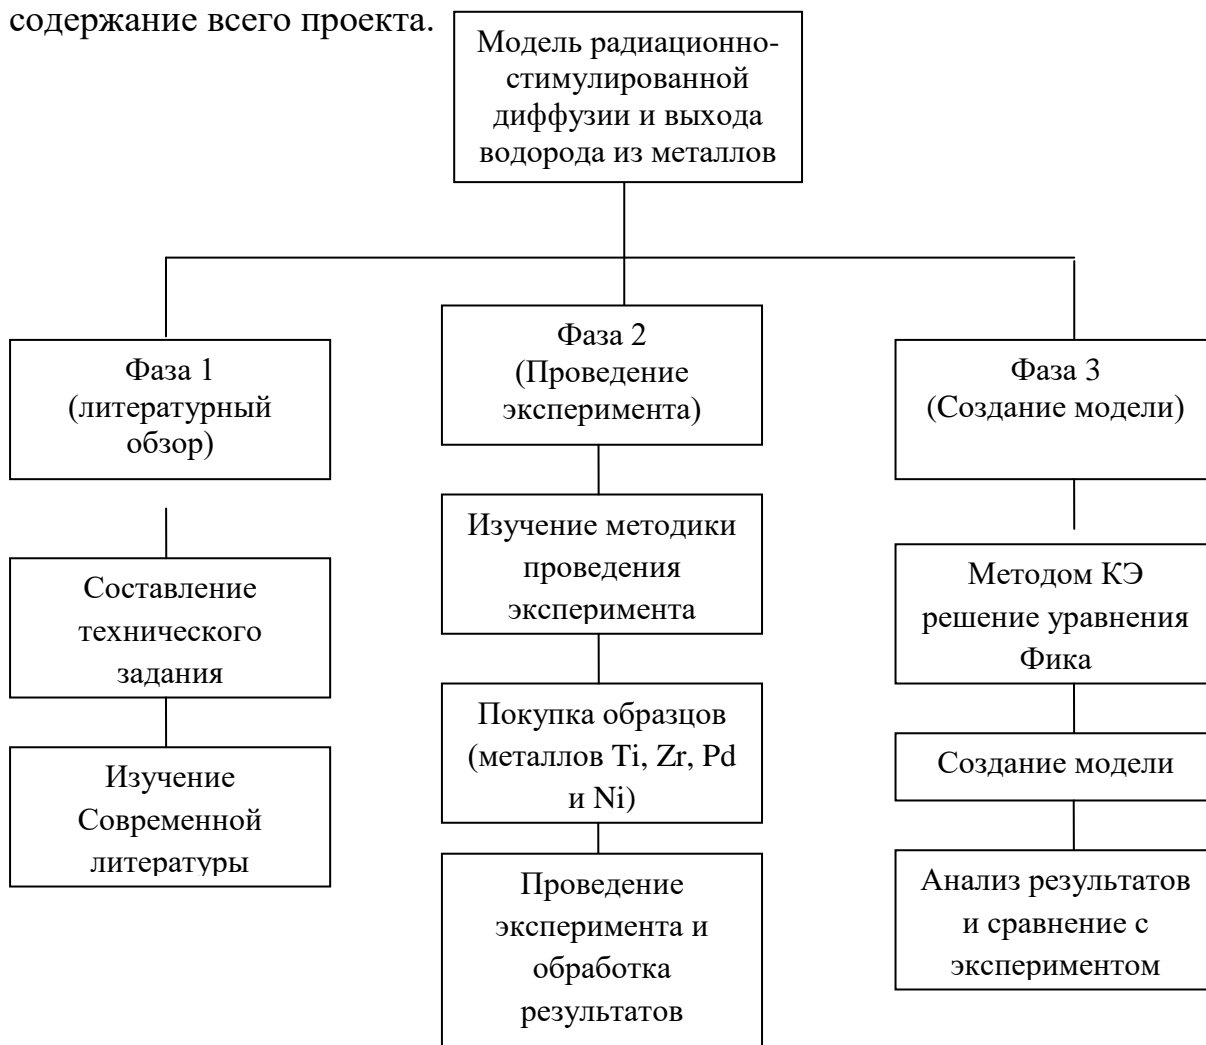 содержание всего проекта.
Модель радиационно-
стимулированной
диффузии и выхода
водорода из металлов
Фаза 1
(литературный
обзор)
Составление
технического
задания
Изучение
Современной
литературы
Фаза 2
(Проведение
эксперимента)
Изучение методики
проведения
эксперимента
Покупка образцов
(металлов Ti, Zr, Pd
и Ni)
Проведение
эксперимента и
обработка
результатов
Фаза 3
(Создание модели)
Методом КЭ
решение уравнения
Фика
Создание модели
Анализ результатов
и сравнение с
экспериментом